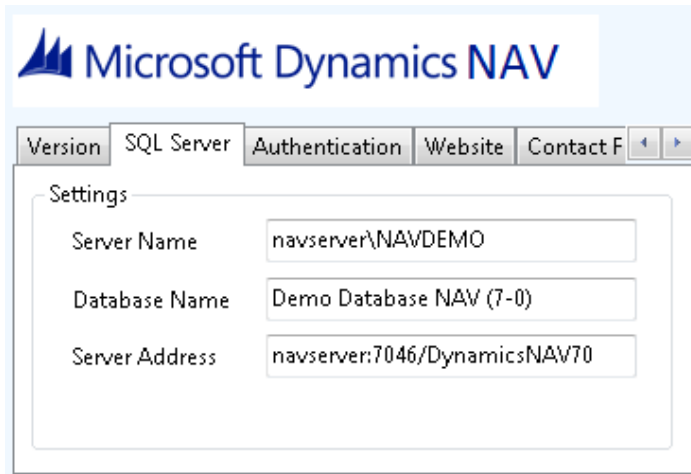 Microsoft Dynamics NAV
Version SQL Server Authentication Website Contact F
Settings
Server Name navserver\NAVDEMO
Database Name Demo Database NAV (7-0)
Server Address navserver:7046/DynamicsNAV70